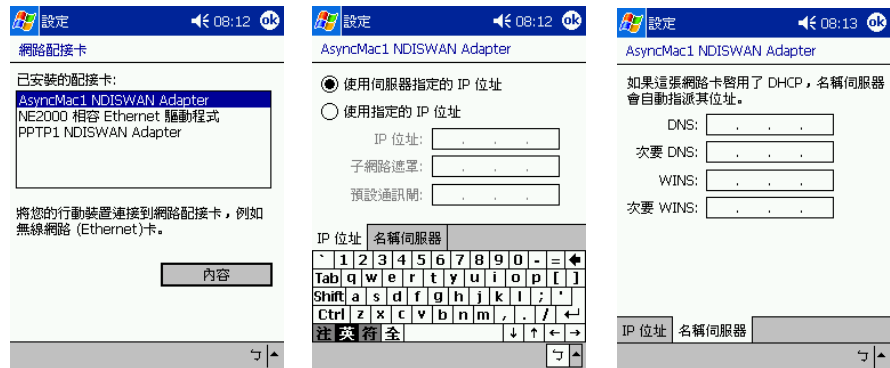 設定
08:12 ok
網路配接卡
已安裝的配接卡:
AsyncMac1 NDISWAN Adapter
NE2000 相容 Ethernet 驅動程式
PPTP1 NDISWAN Adapter
將您的行動裝置連接到網路配接卡，例如
無線網路 (Ethernet)卡。
內容
ㄅ
設定
08:12 ok
AsyncMac1 NDISWAN Adapter
使用伺服器指定的 IP 位址
使用指定的 IP 位址
IP 位址: . . .
子網路遮罩: . . .
預設通訊閘: . . .
IP 位址 名稱伺服器
` 1 2 3 4 5 6 7 8 9 0 - = 🡄
Tab q w e r t y u i o p [ ]
Shift a s d f g h j k l ; '
Ctrl z x c v b n m , . / ↵
注 英 符 全 ↓ ↑ ← →
ㄅ
設定
08:13 ok
AsyncMac1 NDISWAN Adapter
如果這張網路卡啓用了 DHCP，名稱伺服器
會自動指派其位址。
DNS: . . .
次要 DNS: . . .
WINS: . . .
次要 WINS: . . .
IP 位址 名稱伺服器
ㄅ